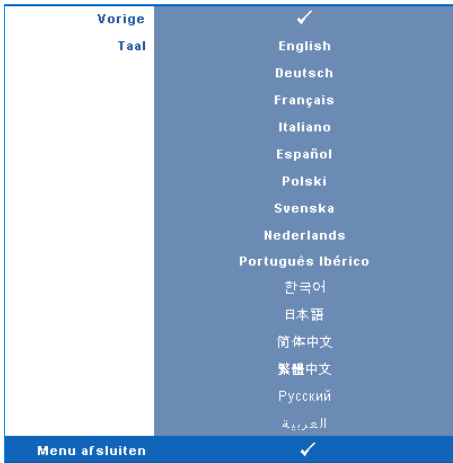 Vorige ✓
Taal English
Deutsch
Français
Italiano
Español
Polski
Svenska
Nederlands
Português Ibérico
한국어
日本語
简体中文
繁體中文
Русский
العربية
Menu afsluiten ✓